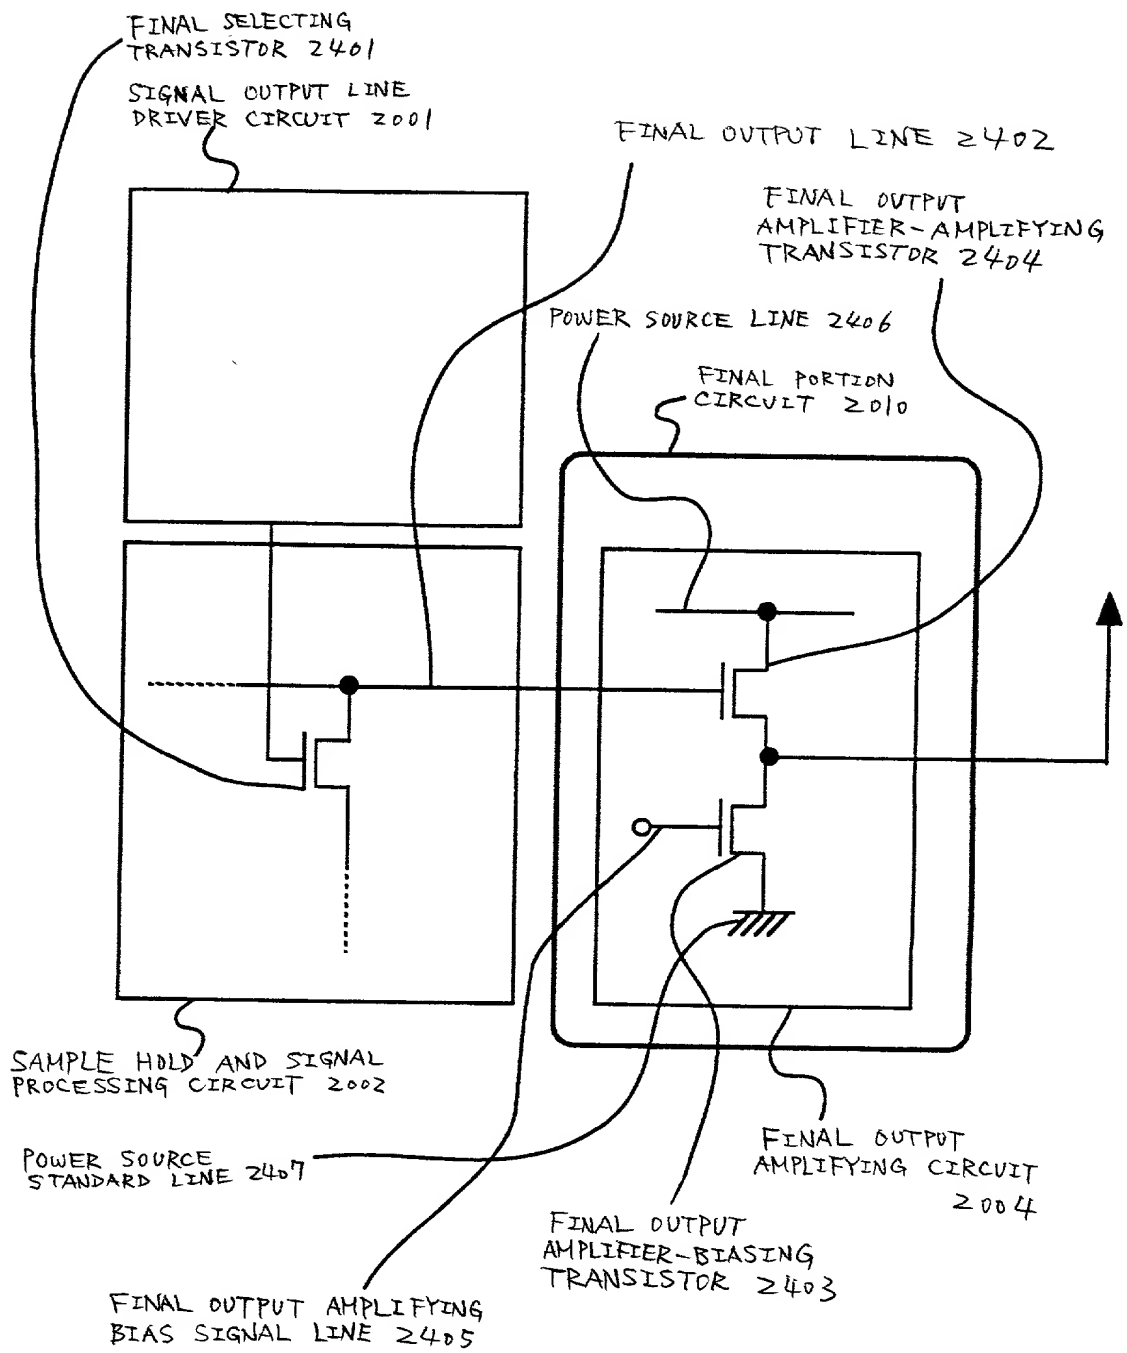 FINAL SELECTING
TRANSISTOR 2401
SIGNAL OUTPUT LINE
DRIVER CIRCUIT 2001
FINAL OUTPUT LINE 2402
FINAL OUTPUT
AMPLIFIER-AMPLIFYING
TRANSISTOR 2404
POWER SOURCE LINE 2406
FINAL PORTION
CIRCUIT 2010
SAMPLE HOLD AND SIGNAL
PROCESSING CIRCUIT 2002
POWER SOURCE
STANDARD LINE 2407
FINAL OUTPUT
AMPLIFYING CIRCUIT
2004
FINAL OUTPUT
AMPLIFIER-BIASING
TRANSISTOR 2403
FINAL OUTPUT AMPLIFYING
BIAS SIGNAL LINE 2405